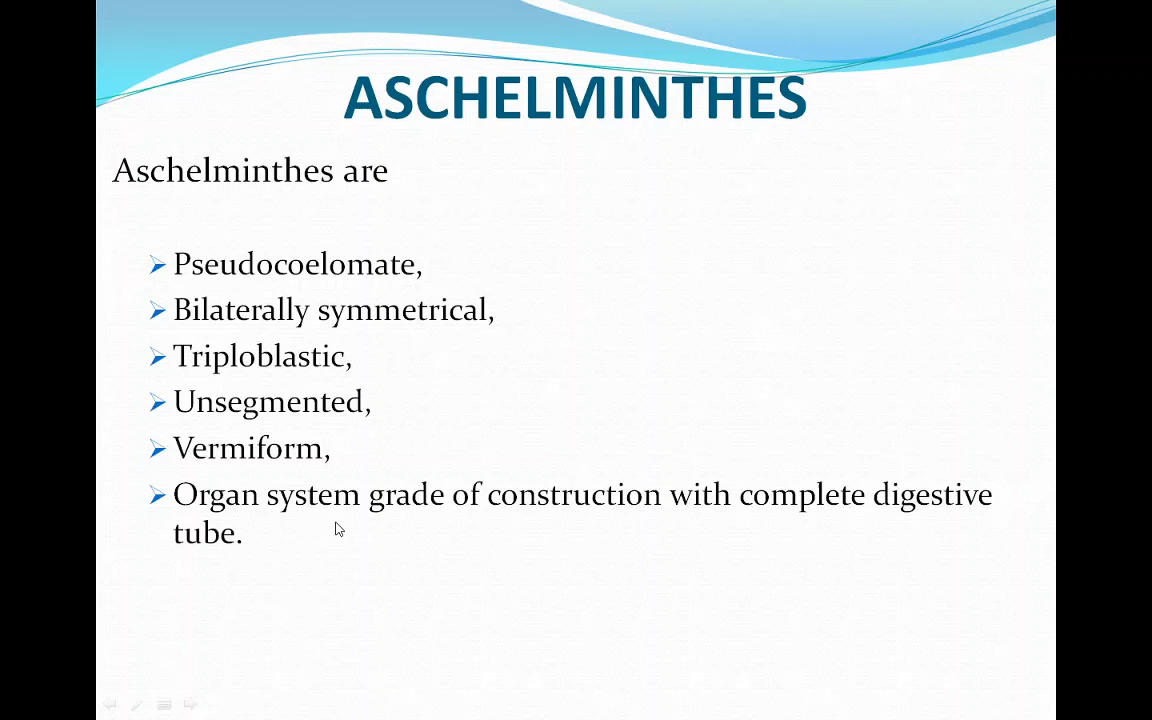 ASCHELMINTHES
Aschelminthes are
Pseudocoelomate,
Bilaterally symmetrical,
Triploblastic,
Unsegmented,
Vermiform,
Organ system grade of construction with complete digestive
tube.